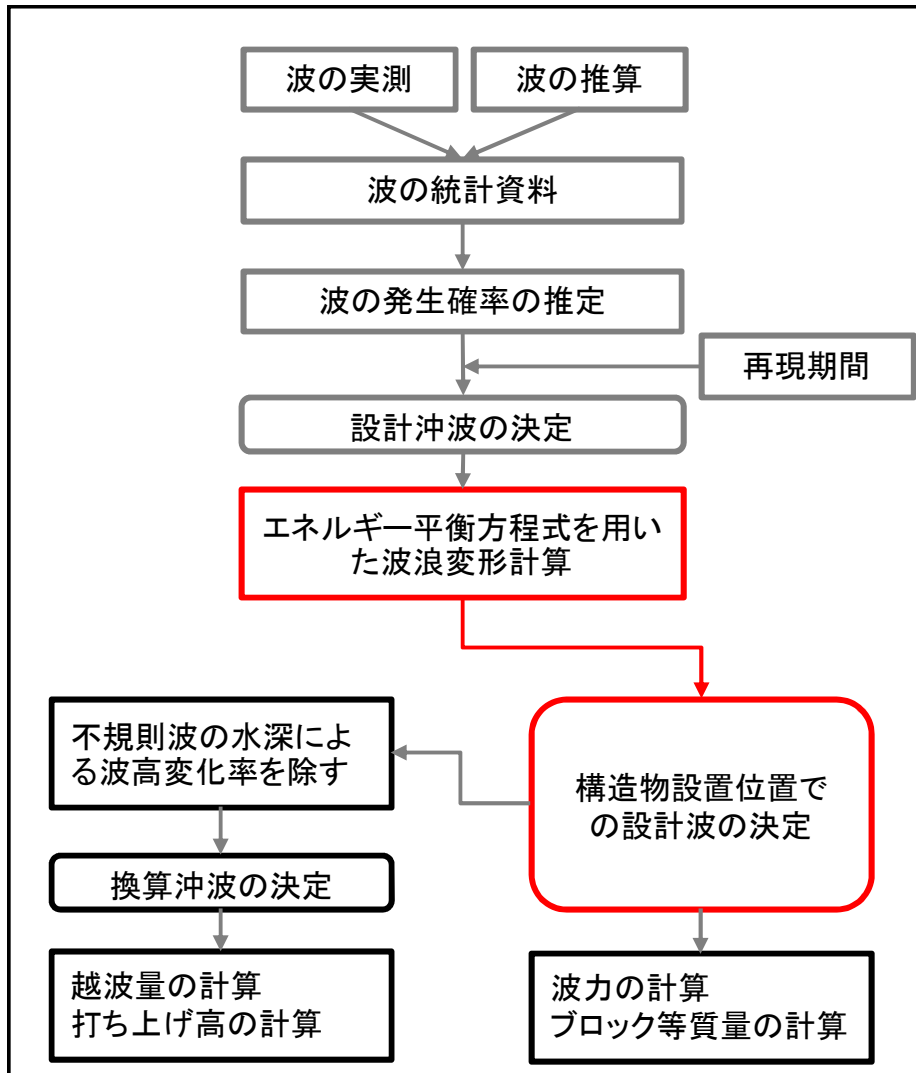 波の実測
波の推算
波の統計資料
波の発生確率の推定
再現期間
設計沖波の決定
エネルギー平衡方程式を用い
た波浪変形計算
不規則波の水深によ
る波高変化率を除す
構造物設置位置で
の設計波の決定
換算沖波の決定
越波量の計算
打ち上げ高の計算
波力の計算
ブロック等質量の計算